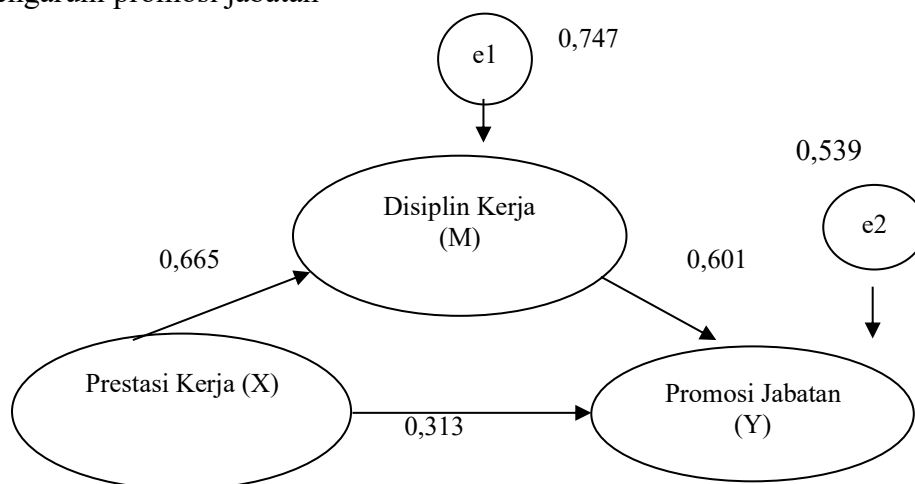 promosi jabatan
e1
0,747
0,539
Disiplin Kerja
(M)
e2
0,665
0,601
Prestasi Kerja (X)
Promosi Jabatan
(Y)
0,313